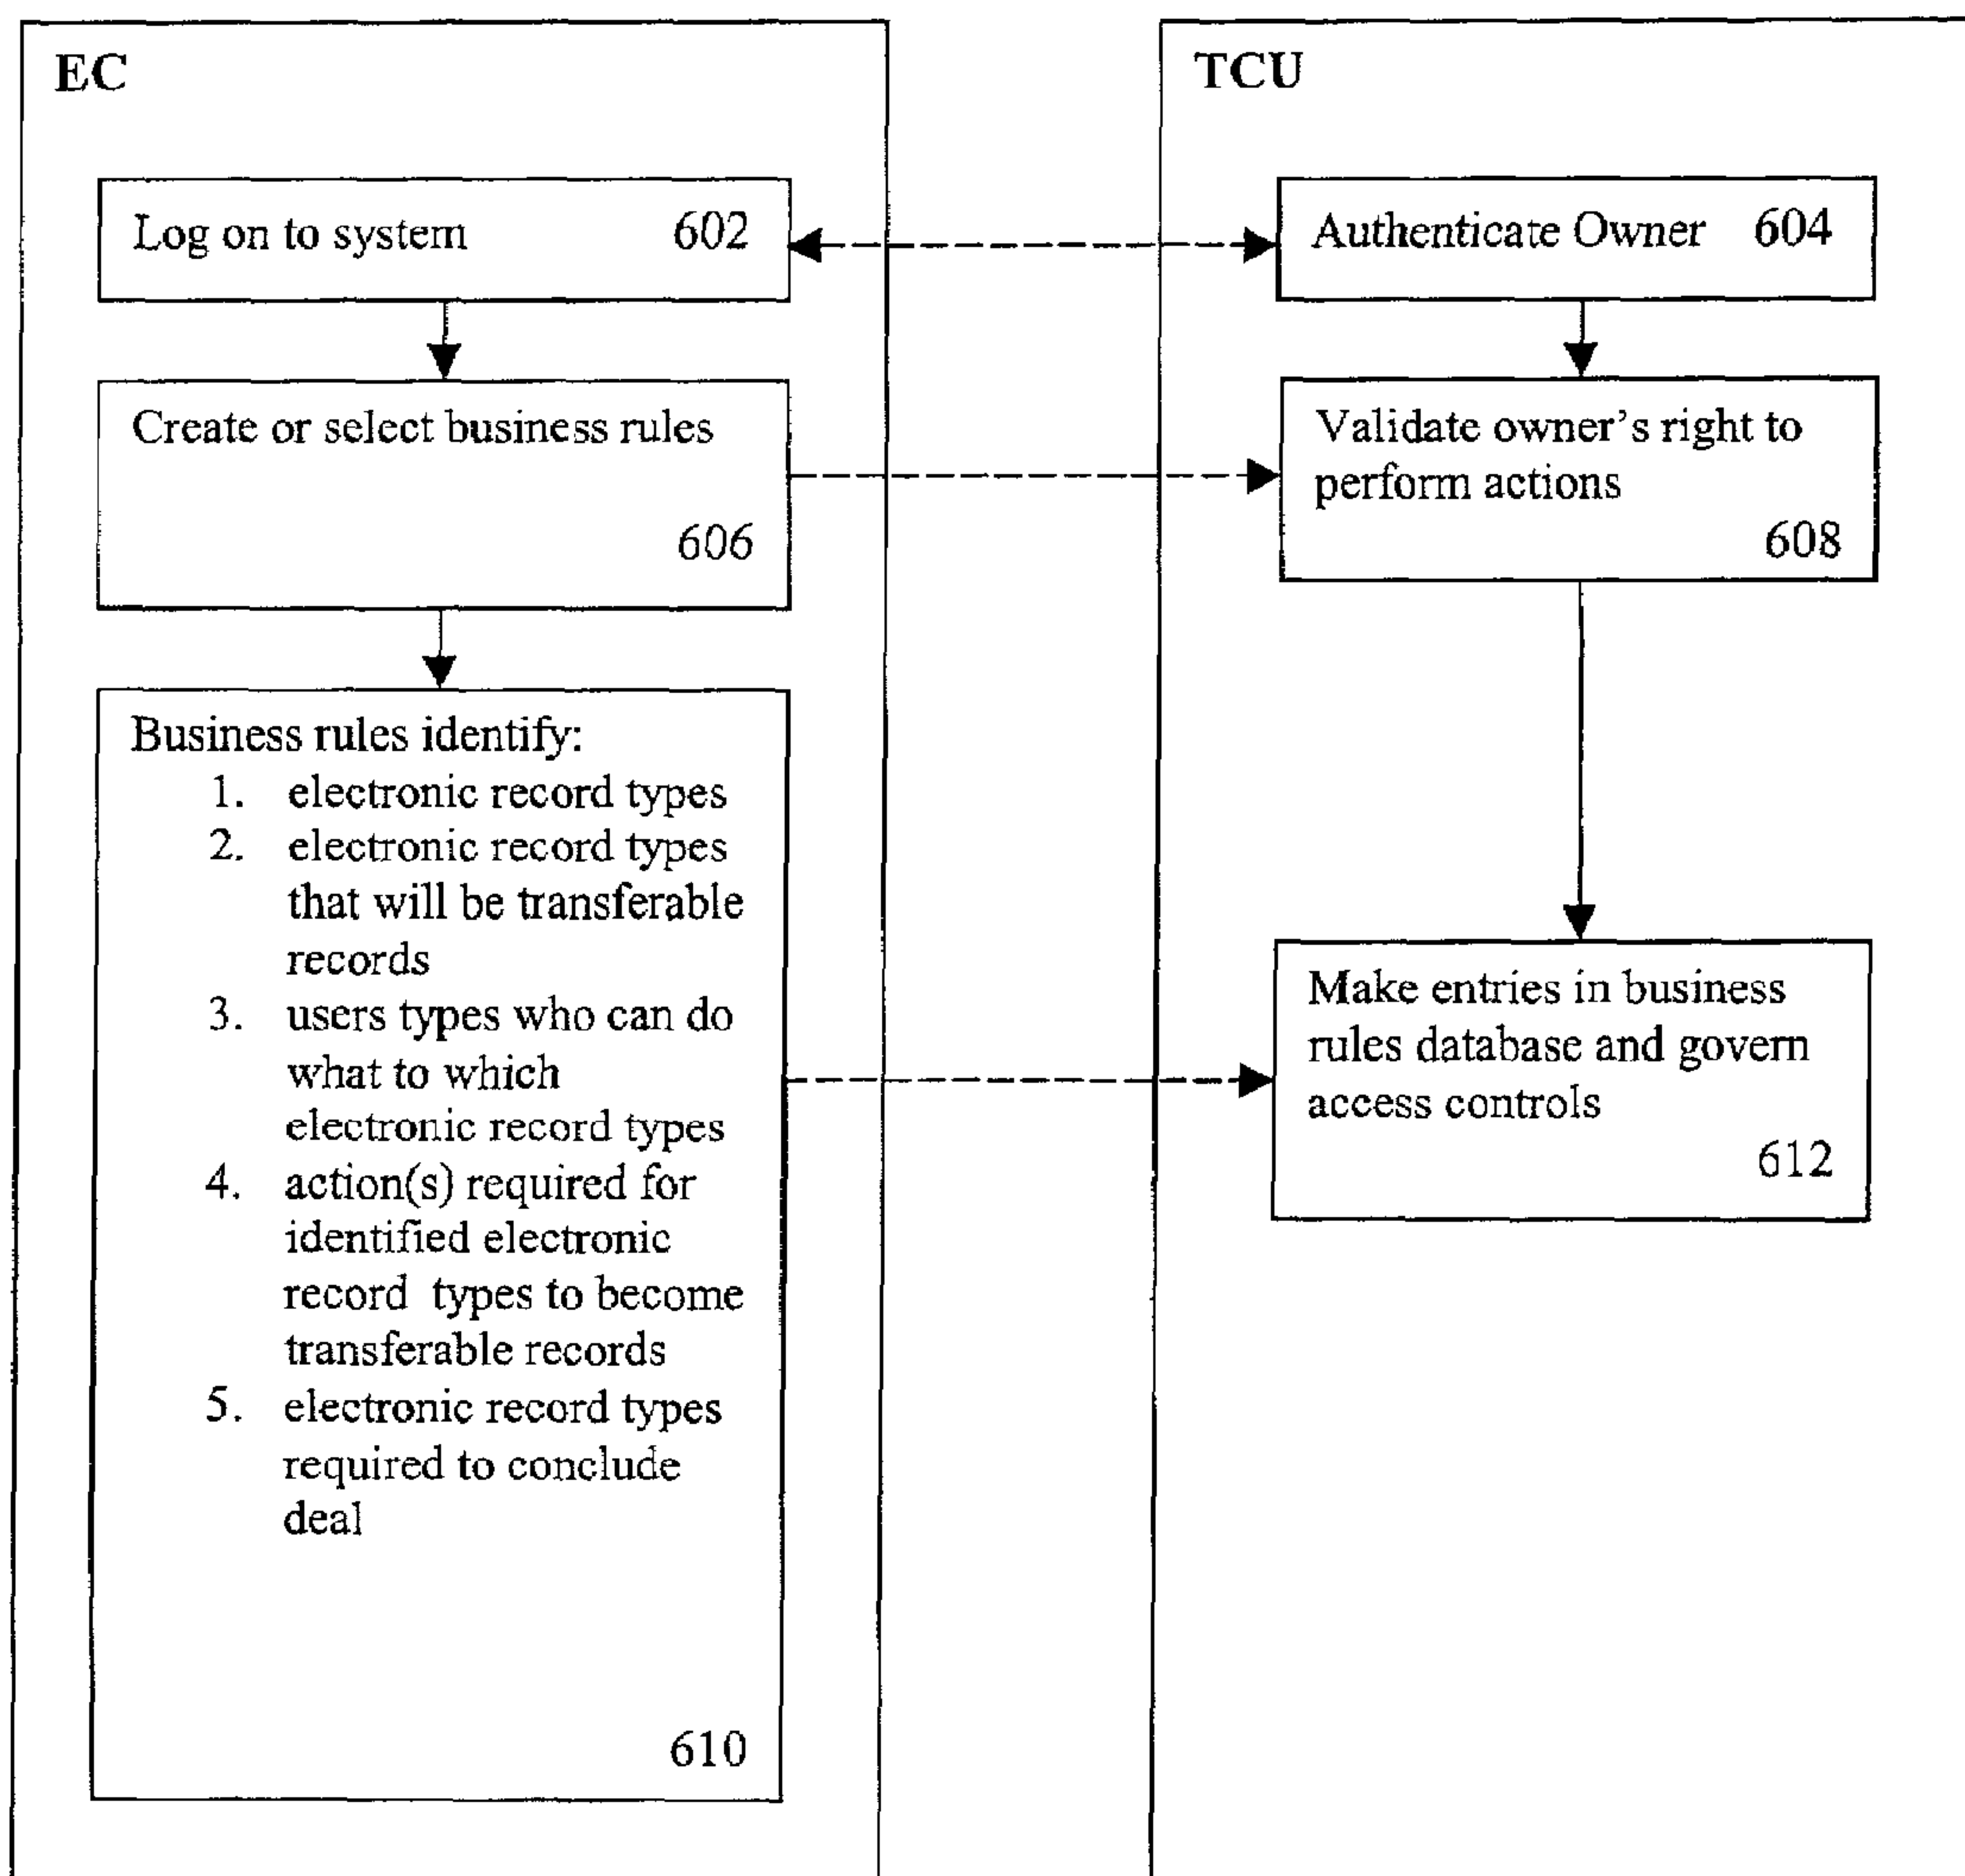 EC
Log on to system 602
Create or select business rules
606
Business rules identify:
1. electronic record types
2. electronic record types
that will be transferable
records
3. users types who can do
what to which
electronic record types
4. action(s) required for
identified electronic
record types to become
transferable records
5. electronic record types
required to conclude
deal
610
TCU
Authenticate Owner 604
Validate owner's right to
perform actions
608
Make entries in business
rules database and govern
access controls
612